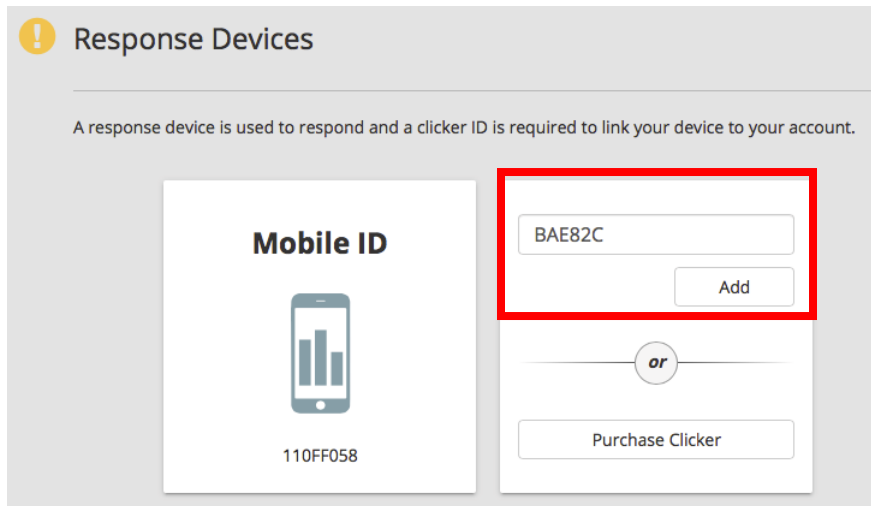 Response Devices
A response device is used to respond and a clicker ID is required to link your device to your account.
Mobile ID
110FF058
BAE82C
Add
or
Purchase Clicker